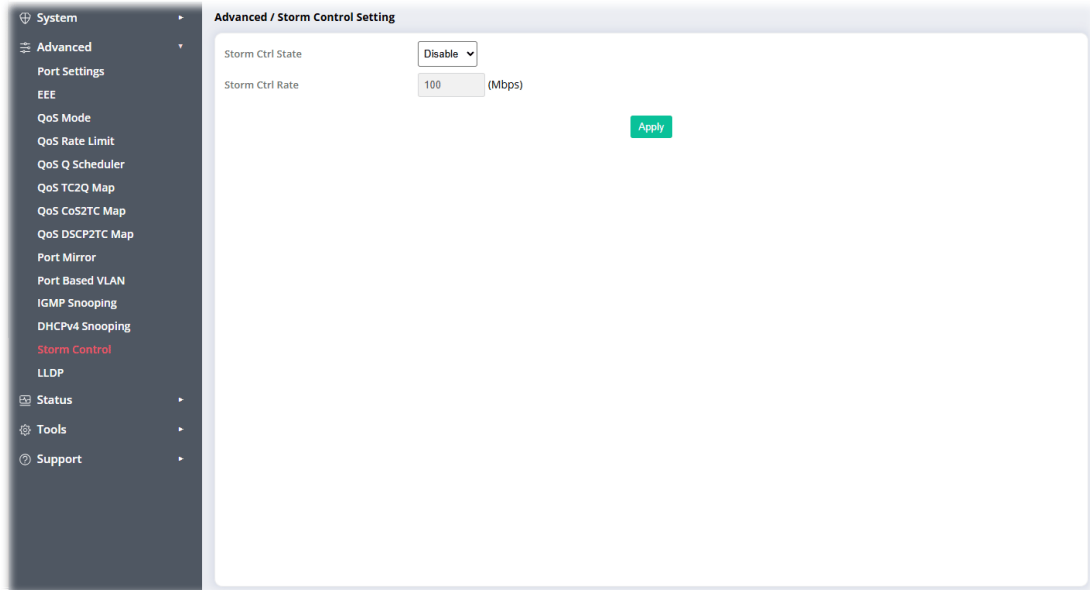 System
Advanced
Port Settings
EEE
QoS Mode
QoS Rate Limit
QoS Q Scheduler
QoS TC2Q Map
QoS CoS2TC Map
QoS DSCP2TC Map
Port Mirror
Port Based VLAN
IGMP Snooping
DHCPv4 Snooping
Storm Control
LLDP
Status
Tools
Support
Advanced / Storm Control Setting
Storm Ctrl State Disable
Storm Ctrl Rate 100 (Mbps)
Apply